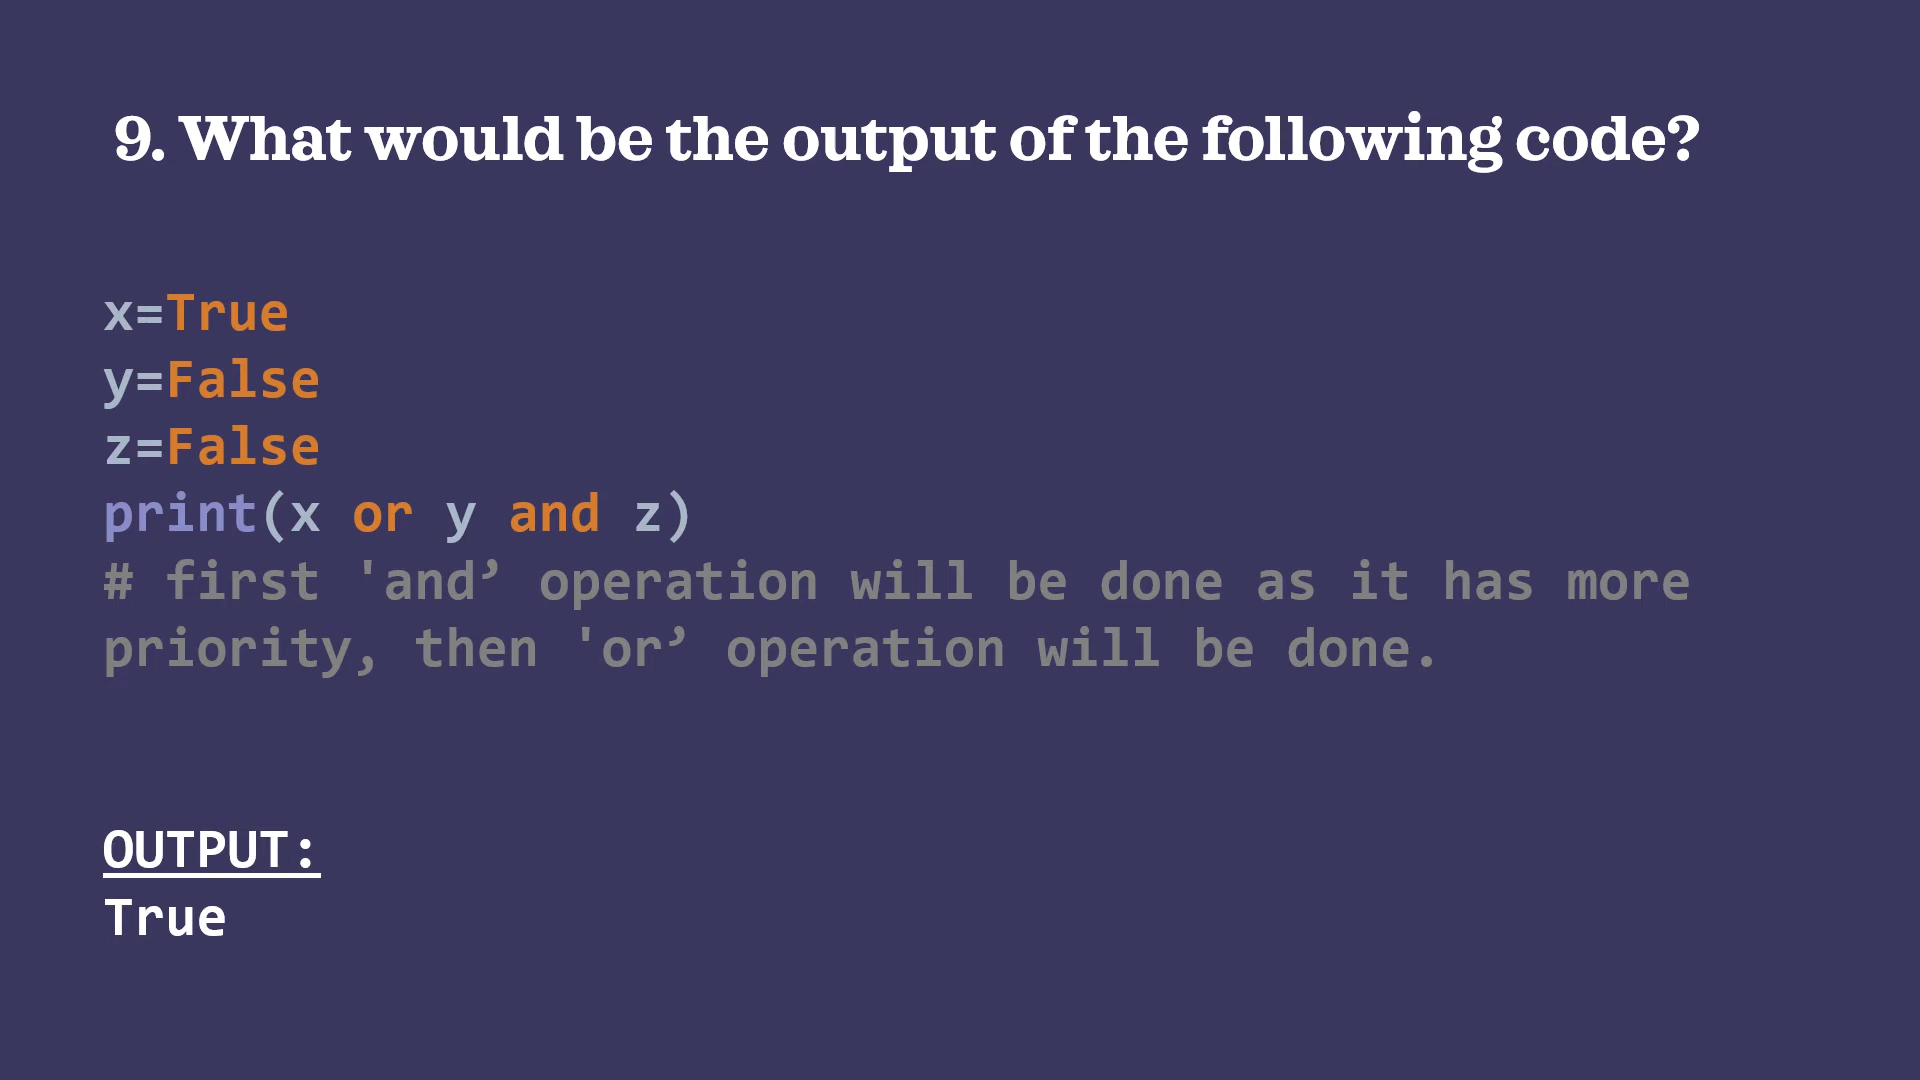 9. What would be the output of the following code?
x=True
y=False
z=False
print(x or y and z)
# first 'and’ operation will be done as it has more
priority, then 'or’ operation will be done.
OUTPUT:
True